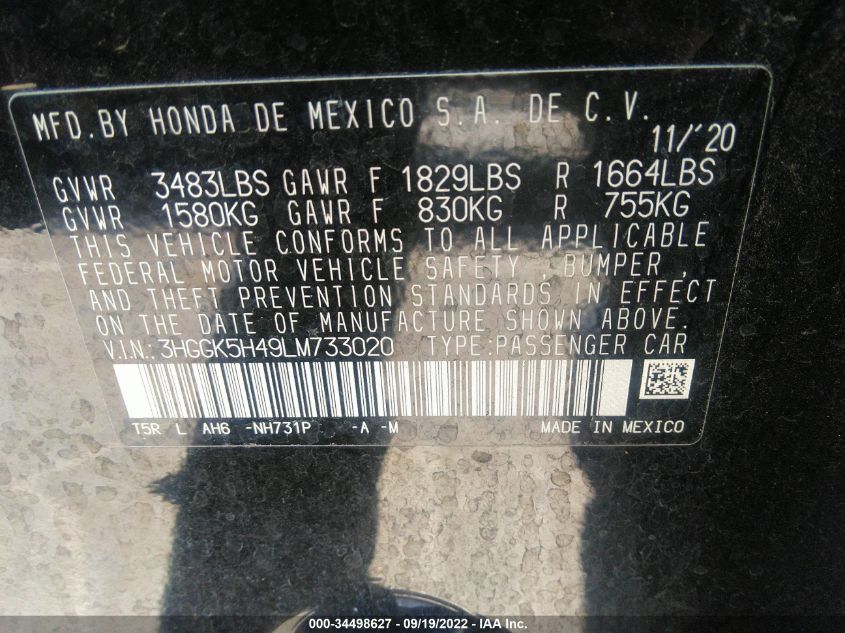 MFD.BY HONDA DE MEXICO S.A. DE C.V.
11/'20
GVWR 3483LBS GAWR F 1829LBS R 1664LBS
GVWR 1580KG GAWR F 830KG R 755KG
THIS VEHICLE CONFORMS TO ALL APPLICABLE
FEDERAL MOTOR VEHICLE SAFETY , BUMPER ,
AND THEFT PREVENTION STANDARDS IN EFFECT
ON THE DATE OF MANUFACTURE SHOWN ABOVE.
V.I.N.:3HGGK5H49LM733020 TYPE:PASSENGER CAR
T5R L AH6 -NH731P -A -M MADE IN MEXICO
000-34498627 - 09/19/2022 - IAA Inc.